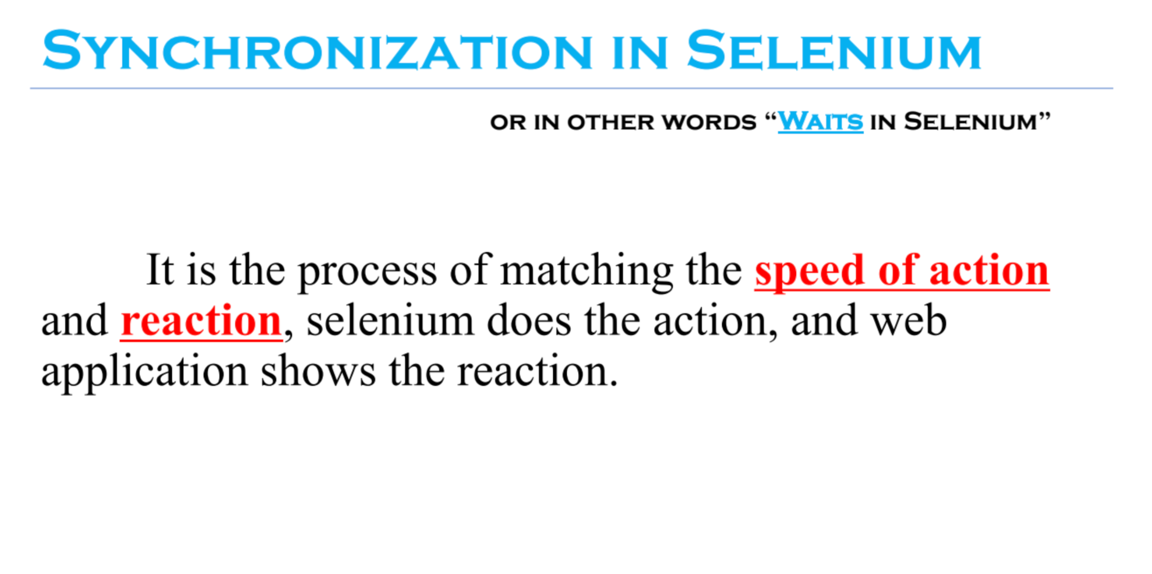 SYNCHRONIZATION IN SELENIUM
OR IN OTHER WORDS “WAITS IN SELENIUM”
It is the process of matching the speed of action
and reaction, selenium does the action, and web
application shows the reaction.